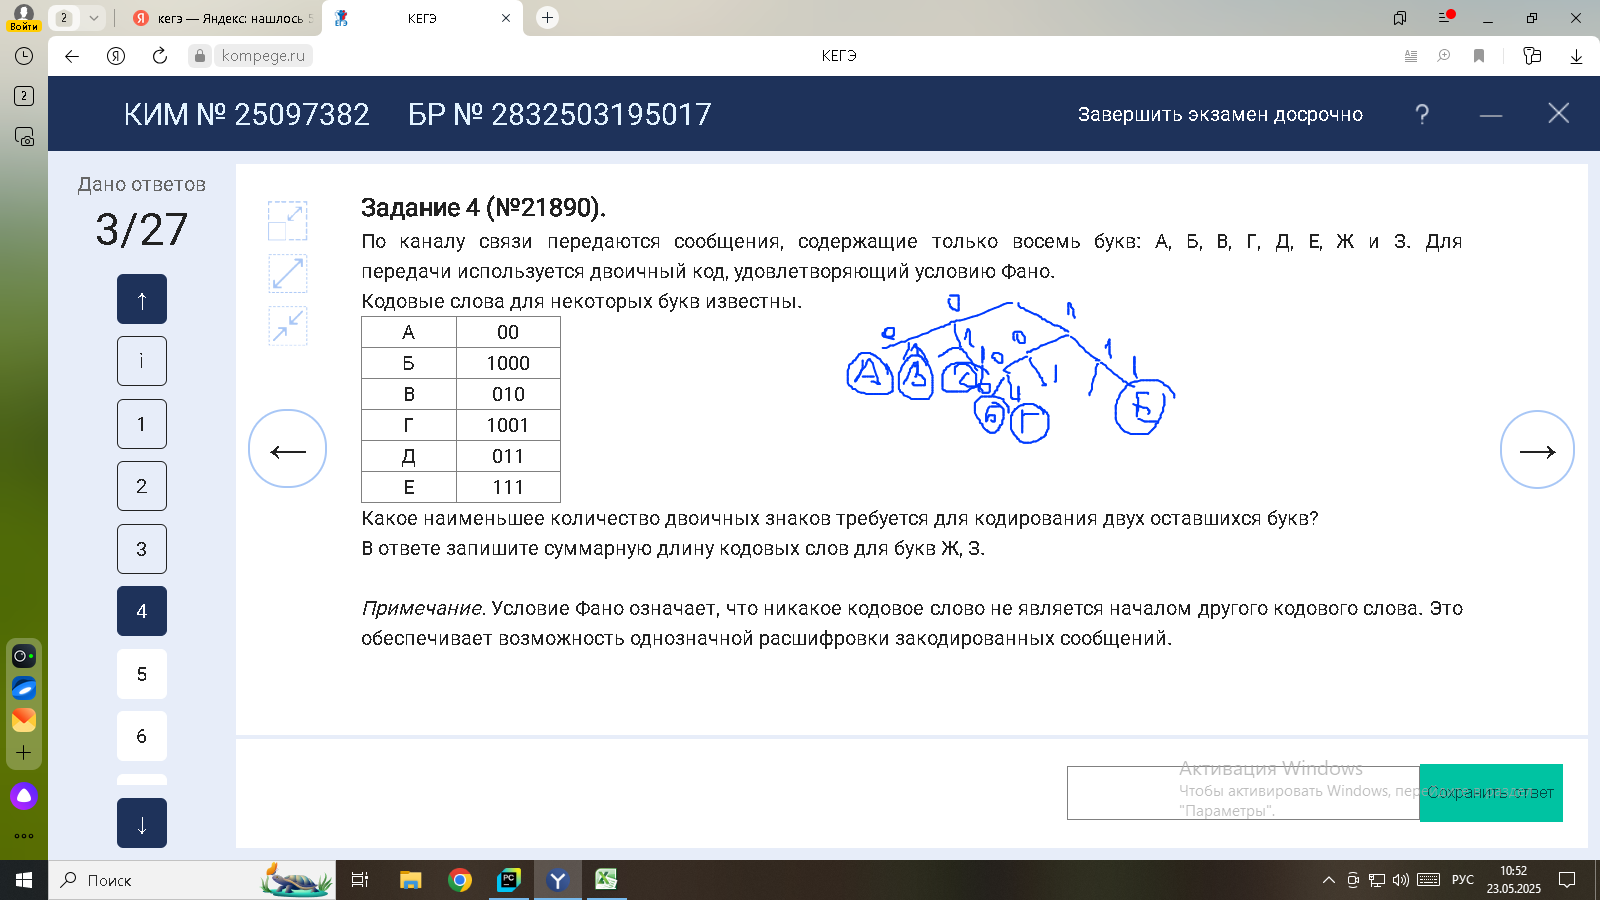 Войти
2
кегэ — Яндекс: нашлось
КЕГЭ
kompege.ru
КЕГЭ
2
КИМ № 25097382
БР № 2832503195017
Завершить экзамен досрочно
?
Дано ответов
3/27
i
1
2
3
4
5
6
Задание 4 (№21890).
По каналу связи передаются сообщения, содержащие только восемь букв: А, Б, В, Г, Д, Е, Ж и З. Для
передачи используется двоичный код, удовлетворяющий условию Фано.
Кодовые слова для некоторых букв известны.
А 00
Б 1000
В 010
Г 1001
Д 011
Е 111
0 1
0 1 0 1
0 1 1
А В Д Е
Б Г
Какое наименьшее количество двоичных знаков требуется для кодирования двух оставшихся букв?
В ответе запишите суммарную длину кодовых слов для букв Ж, З.
Примечание. Условие Фано означает, что никакое кодовое слово не является началом другого кодового слова. Это
обеспечивает возможность однозначной расшифровки закодированных сообщений.
Активация Windows
Чтобы активировать Windows,
"Параметры".
Сохранить ответ
Поиск
РУС
10:52
23.05.2025